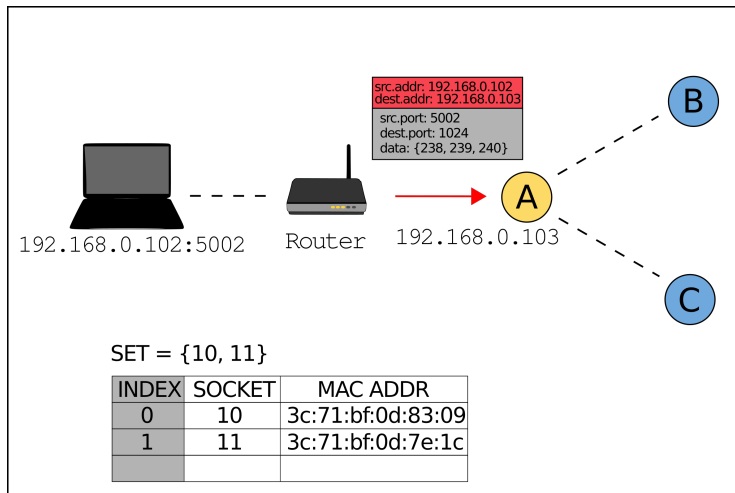 src.addr: 192.168.0.102
dest.addr: 192.168.0.103
src.port: 5002
dest.port: 1024
data: {238, 239, 240}
B
A
192.168.0.102:5002
Router
192.168.0.103
C
SET = {10, 11}
INDEX SOCKET MAC ADDR
0 10 3c:71:bf:0d:83:09
1 11 3c:71:bf:0d:7e:1c